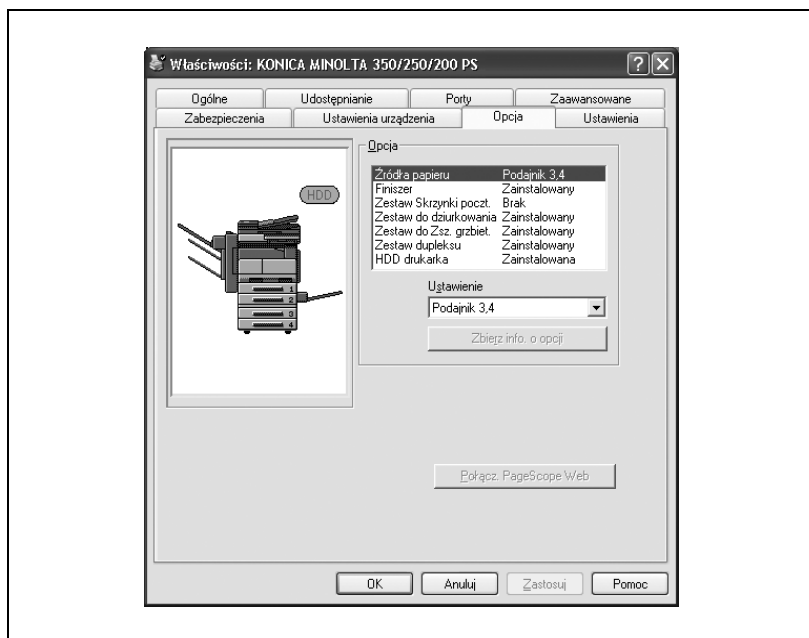 Właściwości: KONICA MINOLTA 350/250/200 PS
Ogólne Udostępnianie Porty Zaawansowane
Zabezpieczenia Ustawienia urządzenia Opcja Ustawienia
Opcja
HDD
Źródła papieru Podajnik 3,4
Finiszer Zainstalowany
Zestaw Skrzynki poczt. Brak
Zestaw do dziurkowania Zainstalowany
Zestaw do Zsz. grzbiet. Zainstalowany
Zestaw dupleksu Zainstalowany
HDD drukarka Zainstalowana
1
2
3
4
Ustawienie
Podajnik 3,4
Zbierz info. o opcji
Połącz. PageScope Web
OK Anuluj Zastosuj Pomoc